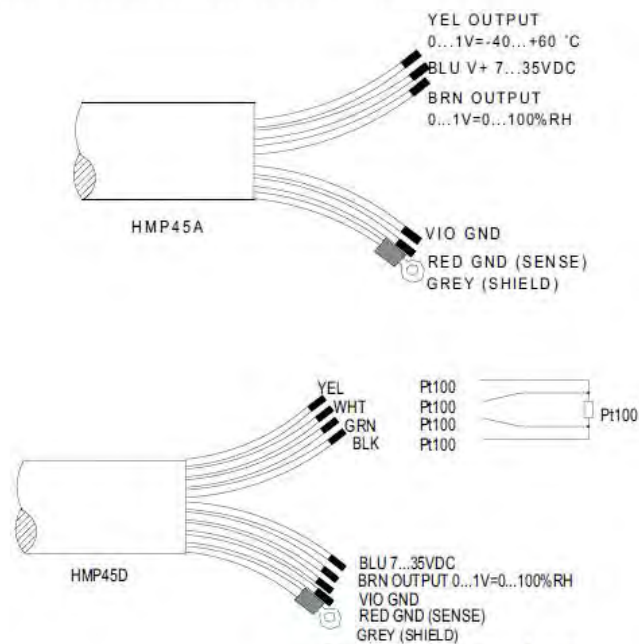 YEL OUTPUT
0...1V=-40...+60 °C
BLU V+ 7...35VDC
BRN OUTPUT
0...1V=0...100%RH
HMP45A
VIO GND
RED GND (SENSE)
GREY (SHIELD)
YEL
WHT
GRN
BLK
Pt100
Pt100
Pt100
Pt100
Pt100
HMP45D
BLU 7...35VDC
BRN OUTPUT 0...1V=0...100%RH
VIO GND
RED GND (SENSE)
GREY (SHIELD)